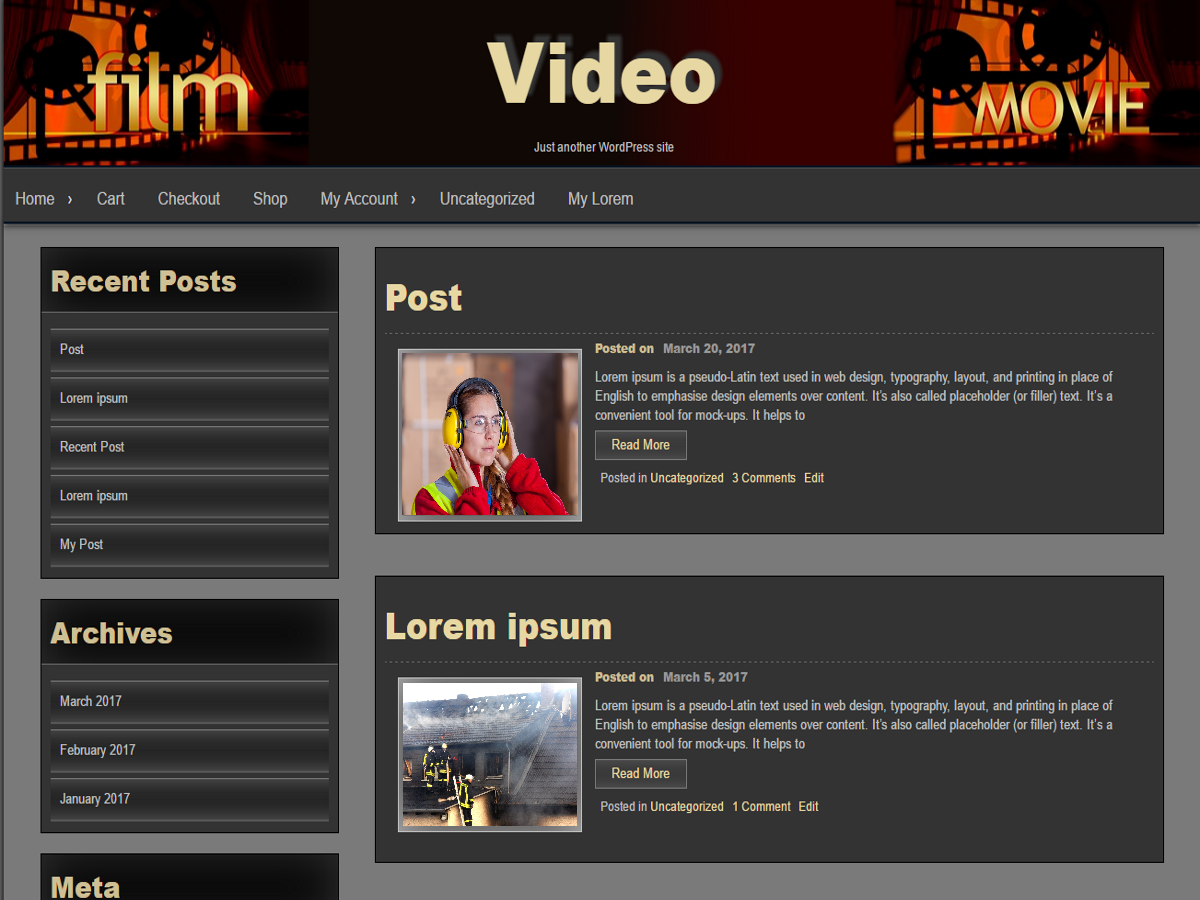 film
Video
MOVIE
Just another WordPress site
Home › Cart Checkout Shop My Account › Uncategorized My Lorem
Recent Posts
Post
Lorem ipsum
Recent Post
Lorem ipsum
My Post
Archives
March 2017
February 2017
January 2017
Meta
Post
Posted on March 20, 2017
Lorem ipsum is a pseudo-Latin text used in web design, typography, layout, and printing in place of
English to emphasise design elements over content. It's also called placeholder (or filler) text. It's a
convenient tool for mock-ups. It helps to
Read More
Posted in Uncategorized 3 Comments Edit
Lorem ipsum
Posted on March 5, 2017
Lorem ipsum is a pseudo-Latin text used in web design, typography, layout, and printing in place of
English to emphasise design elements over content. It's also called placeholder (or filler) text. It's a
convenient tool for mock-ups. It helps to
Read More
Posted in Uncategorized 1 Comment Edit